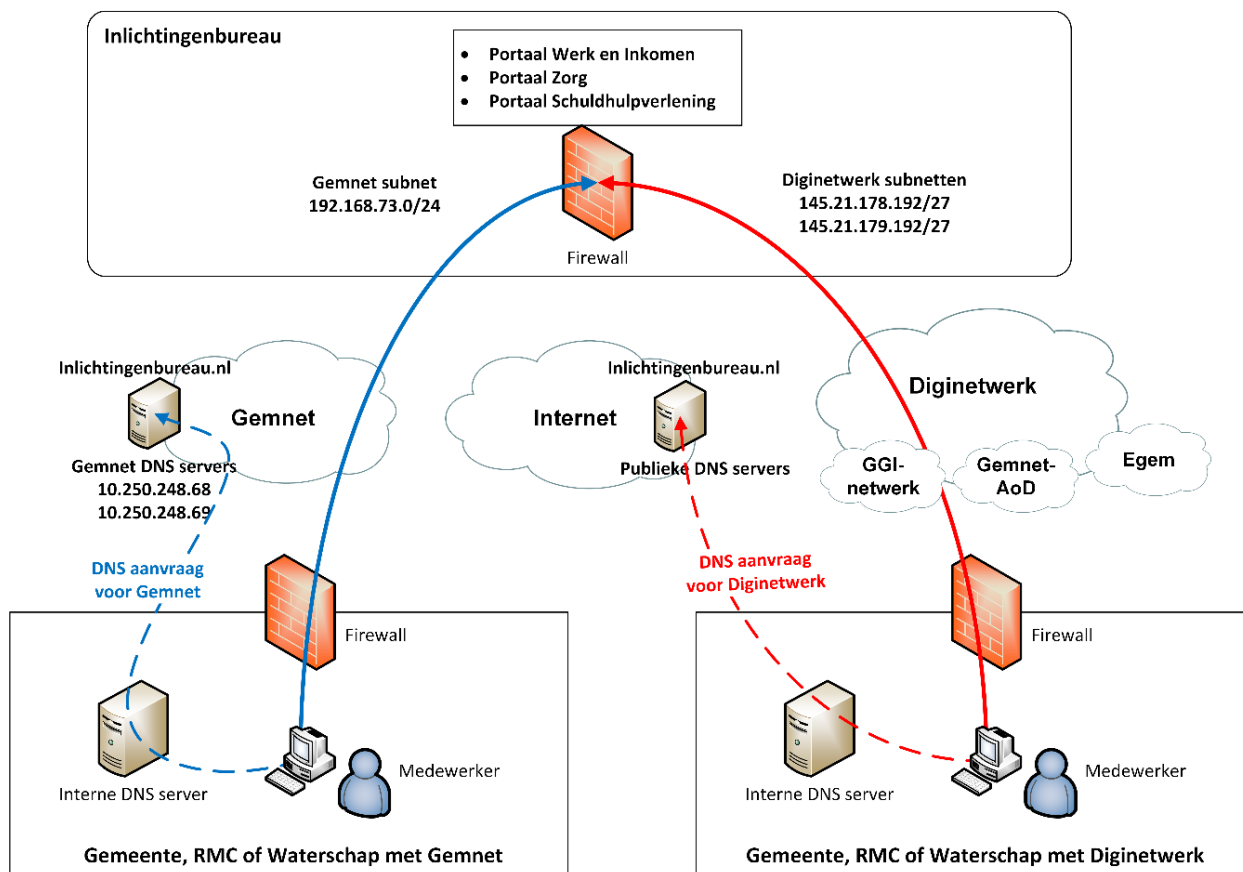 Inlichtingenbureau
• Portaal Werk en Inkomen
• Portaal Zorg
• Portaal Schuldhulpverlening
Gemnet subnet
192.168.73.0/24
Diginetwerk subnetten
145.21.178.192/27
145.21.179.192/27
Firewall
Inlichtingenbureau.nl
Gemnet
Gemnet DNS servers
10.250.248.68
10.250.248.69
Inlichtingenbureau.nl
Internet
Publieke DNS servers
Diginetwerk
GGI-
netwerk
Gemnet-
AoD
Egem
DNS aanvraag
voor Gemnet
DNS aanvraag
voor Diginetwerk
Firewall
Interne DNS server
Medewerker
Gemeente, RMC of Waterschap met Gemnet
Firewall
Interne DNS server
Medewerker
Gemeente, RMC of Waterschap met Diginetwerk